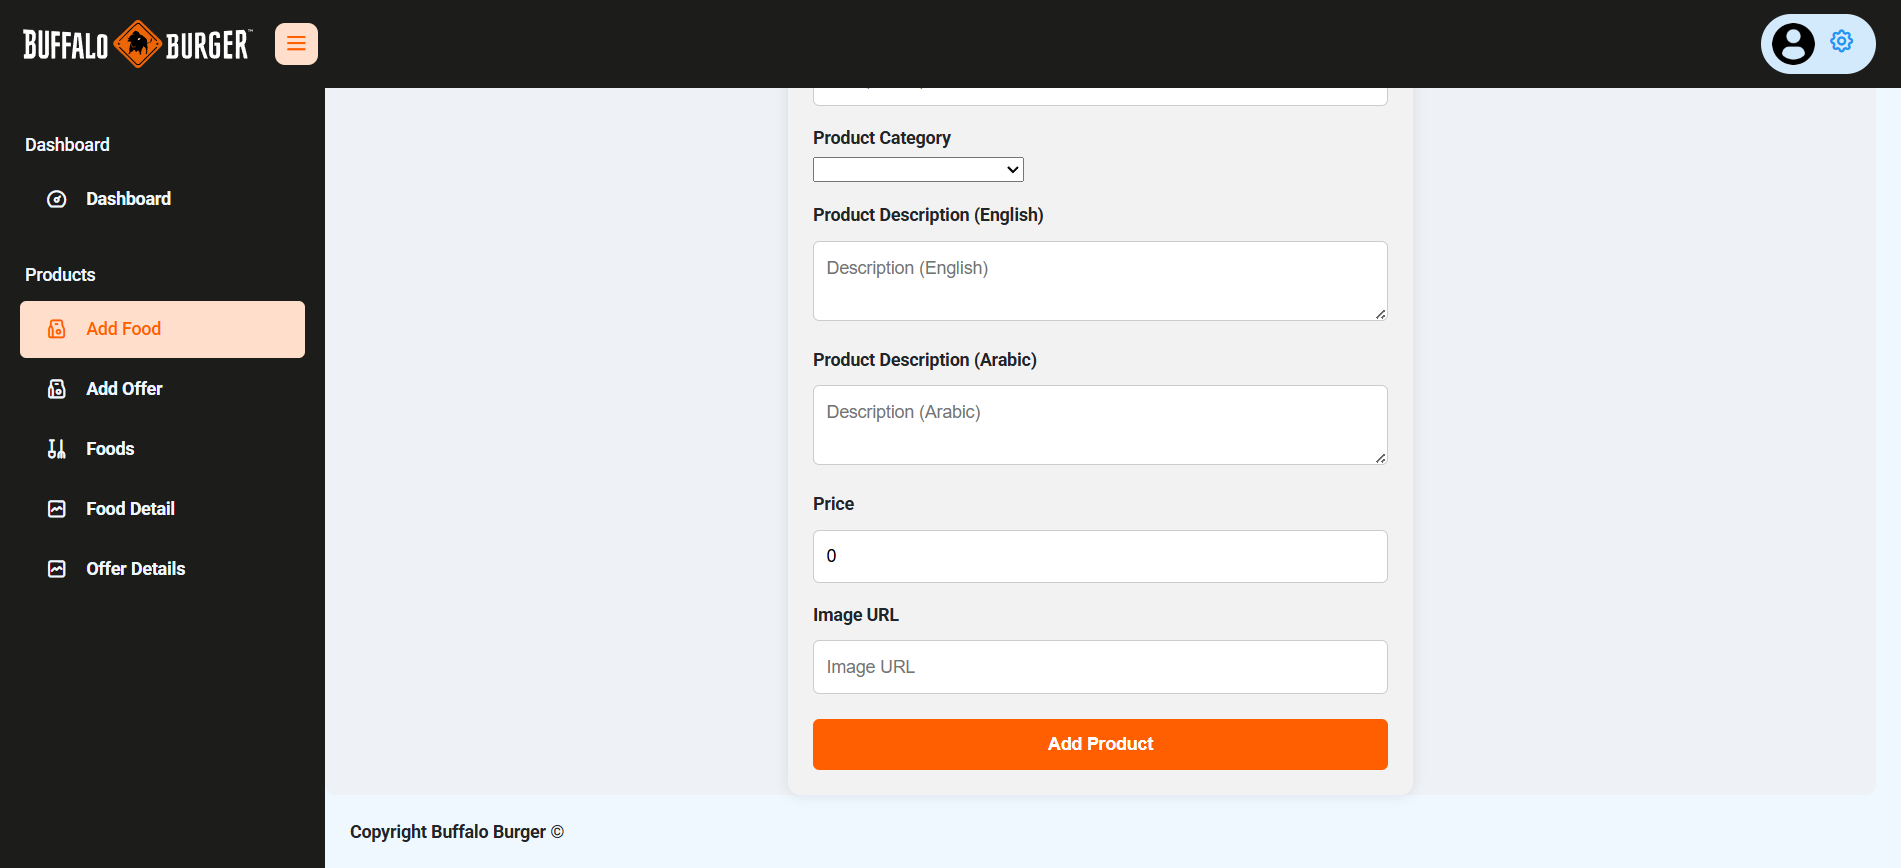 BUFFALO BURGER™
Dashboard
Dashboard
Products
Add Food
Add Offer
Foods
Food Detail
Offer Details
Product Category
Product Description (English)
Description (English)
Product Description (Arabic)
Description (Arabic)
Price
0
Image URL
Image URL
Add Product
Copyright Buffalo Burger ©